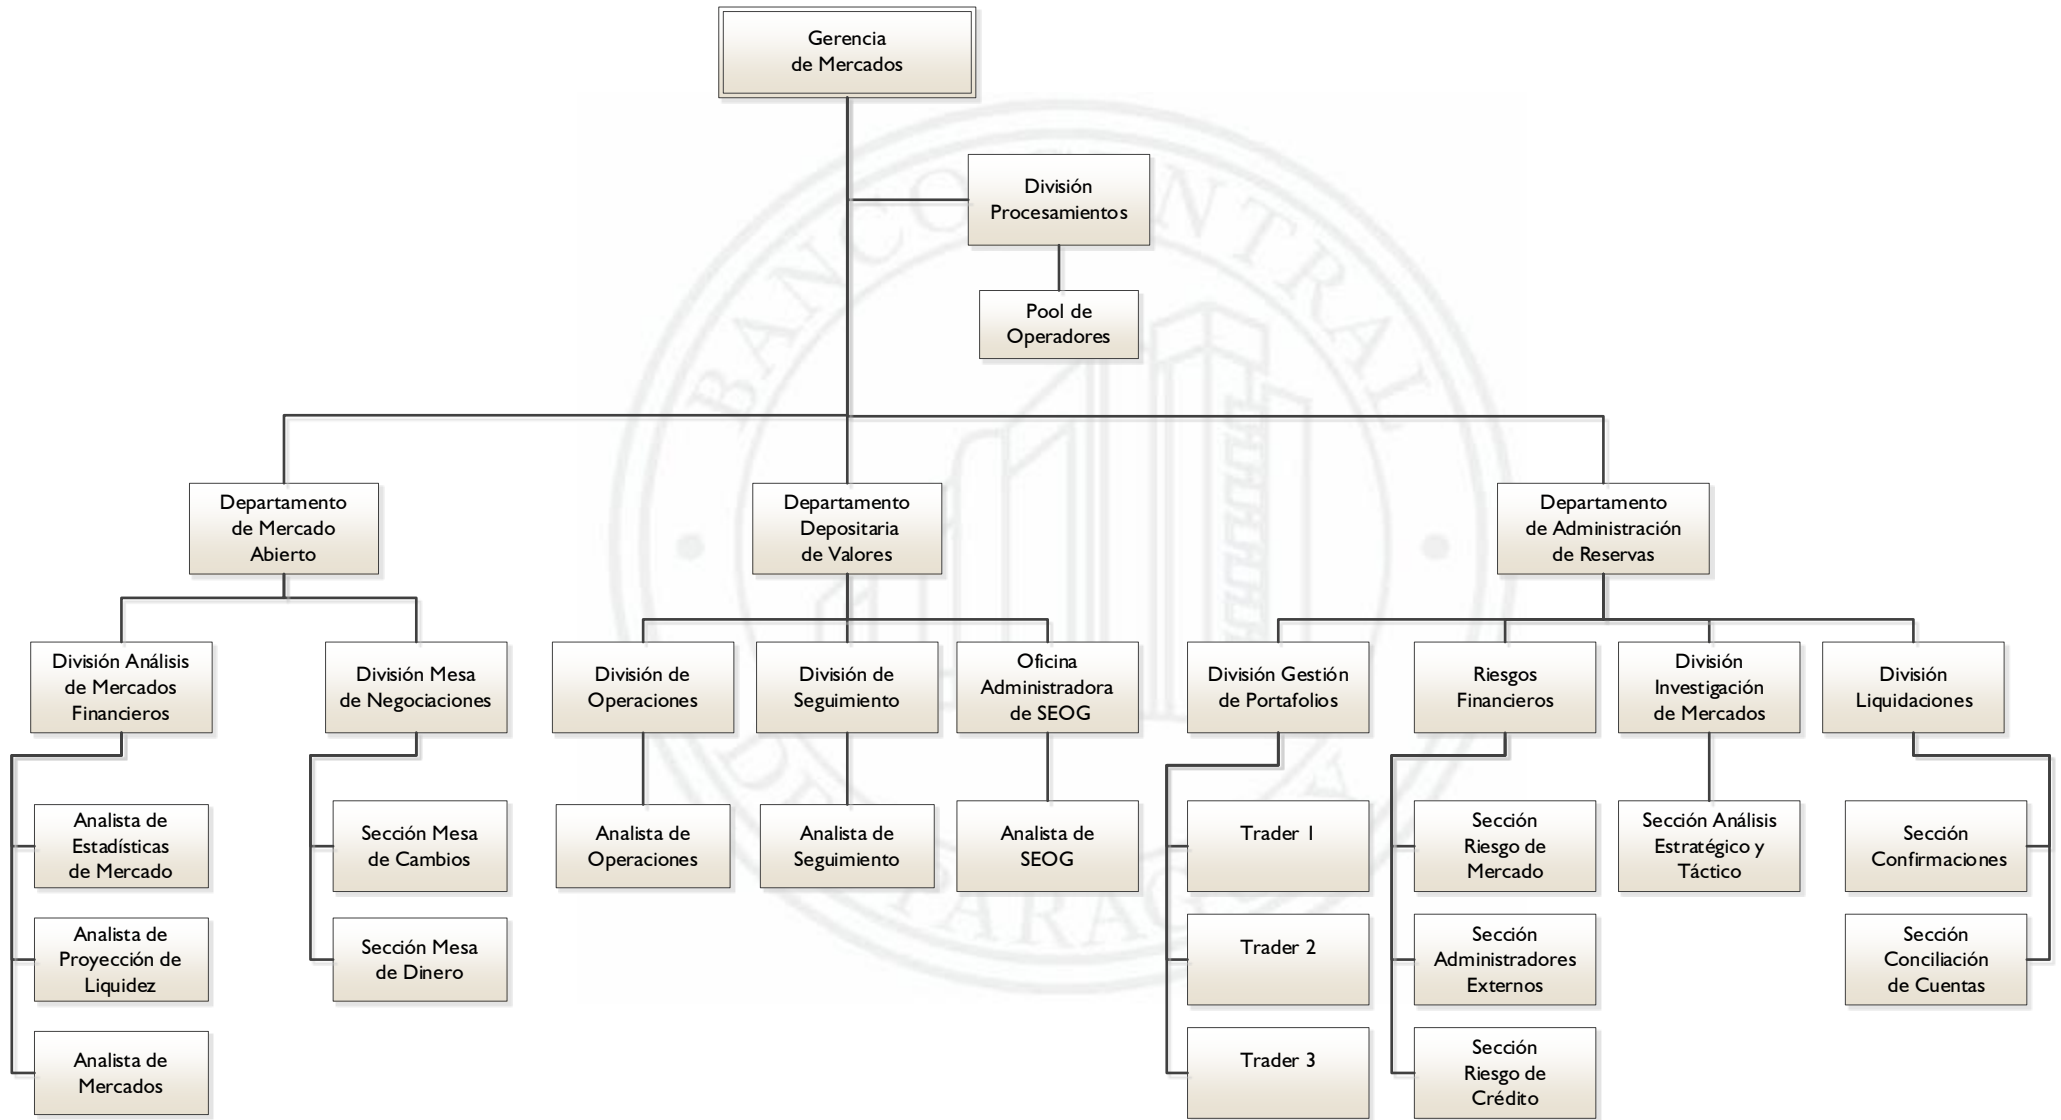 Gerencia
de Mercados
División
Procesamientos
Pool de
Operadores
Departamento
de Mercado
Abierto
Departamento
Depositaria
de Valores
Departamento
de Administración
de Reservas
División Análisis
de Mercados
Financieros
División Mesa
de Negociaciones
División de
Operaciones
División de
Seguimiento
Oficina
Administradora
de SEOG
División Gestión
de Portafolios
Riesgos
Financieros
División
Investigación
de Mercados
División
Liquidaciones
Analista de
Estadísticas
de Mercado
Sección Mesa
de Cambios
Analista de
Operaciones
Analista de
Seguimiento
Analista de
SEOG
Trader 1
Sección
Riesgo de
Mercado
Sección Análisis
Estratégico y
Táctico
Sección
Confirmaciones
Analista de
Proyección de
Liquidez
Sección Mesa
de Dinero
Trader 2
Sección
Administradores
Externos
Sección
Conciliación
de Cuentas
Analista de
Mercados
Trader 3
Sección
Riesgo de
Crédito
BANCO CENTRAL
DEL PARAGUAY